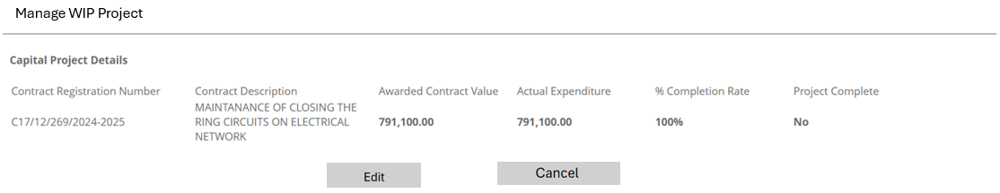 Manage WIP Project
Capital Project Details
Contract Registration Number Contract Description Awarded Contract Value Actual Expenditure % Completion Rate Project Complete
MAINTANANCE OF CLOSING THE
C17/12/269/2024-2025 RING CIRCUITS ON ELECTRICAL 791,100.00 791,100.00 100% No
NETWORK
Edit Cancel